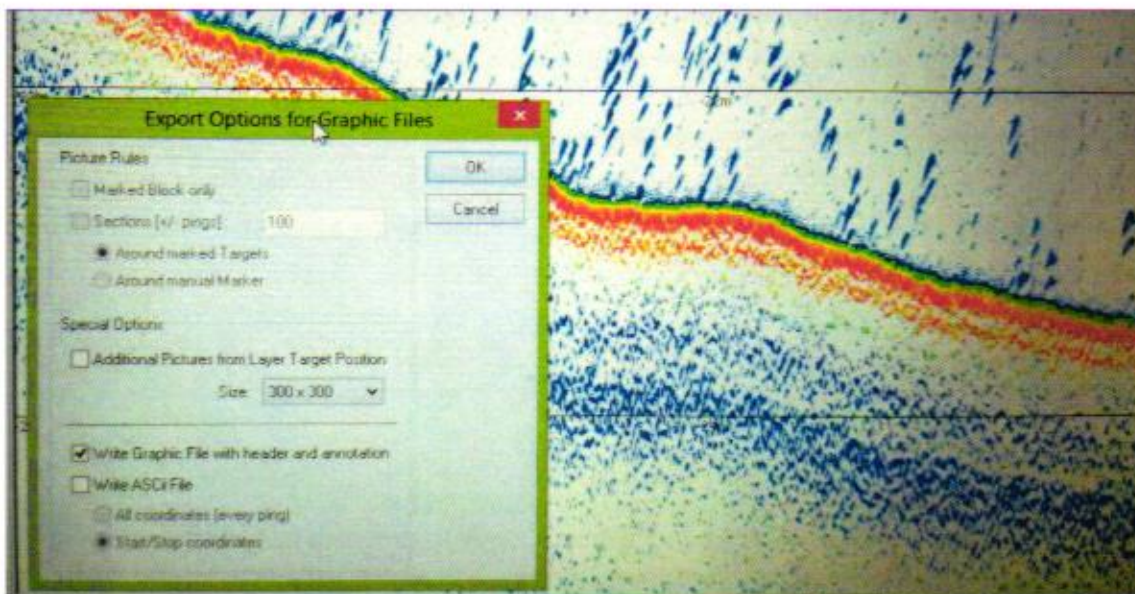 Export Options for Graphic Files
Picture Rules
OK
Marked Block only
Cancel
Sections [+/- pings]: 100
Around marked Targets
Around manual Marker
Special Options
Additional Pictures from Layer Target Position
Size: 300 x 300
Write Graphic File with header and annotation
Write ASCII File
All coordinates (every ping)
Start/Stop coordinates